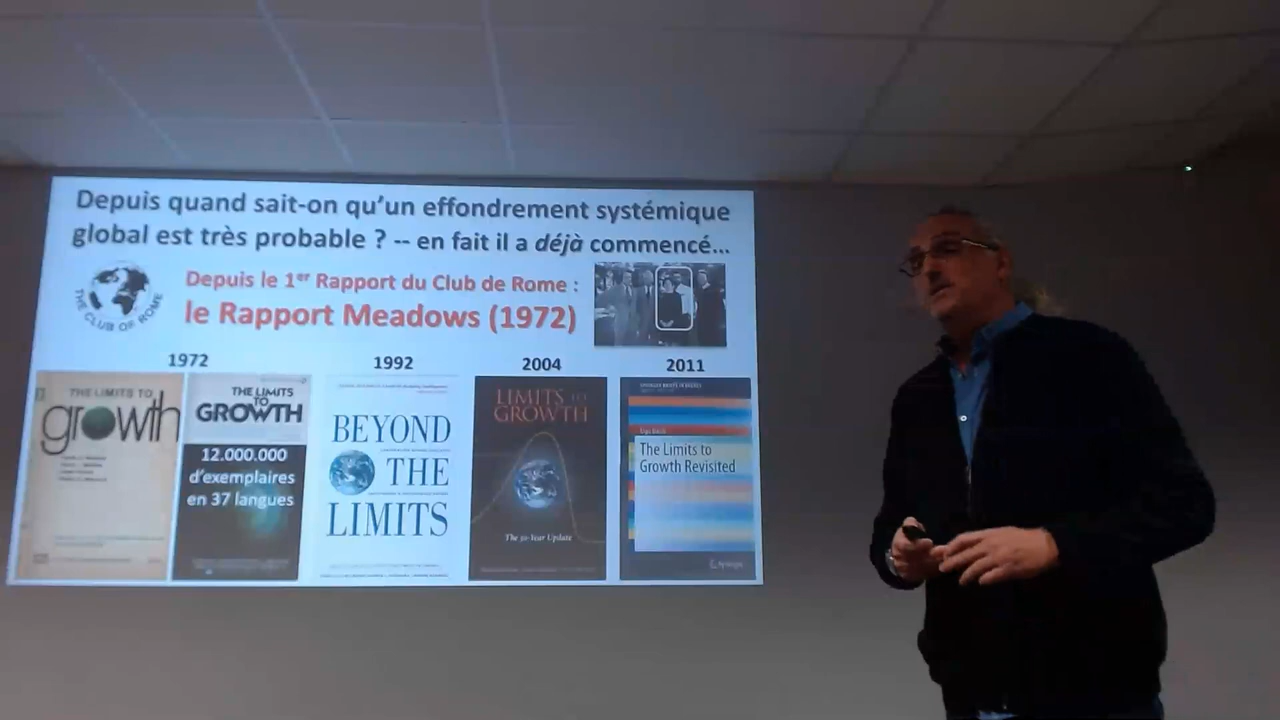 Depuis quand sait-on qu'un effondrement systémique
global est très probable ? -- en fait il a déjà commencé...
THE CLUB OF ROME
Depuis le 1er Rapport du Club de Rome :
le Rapport Meadows (1972)
1972
1992
2004
2011
THE LIMITS TO
growth
THE LIMITS
TO
GROWTH
12.000.000
d'exemplaires
en 37 langues
BEYOND
THE
LIMITS
LIMITS TO
GROWTH
The 30-Year Update
The Limits to
Growth Revisited
Springer